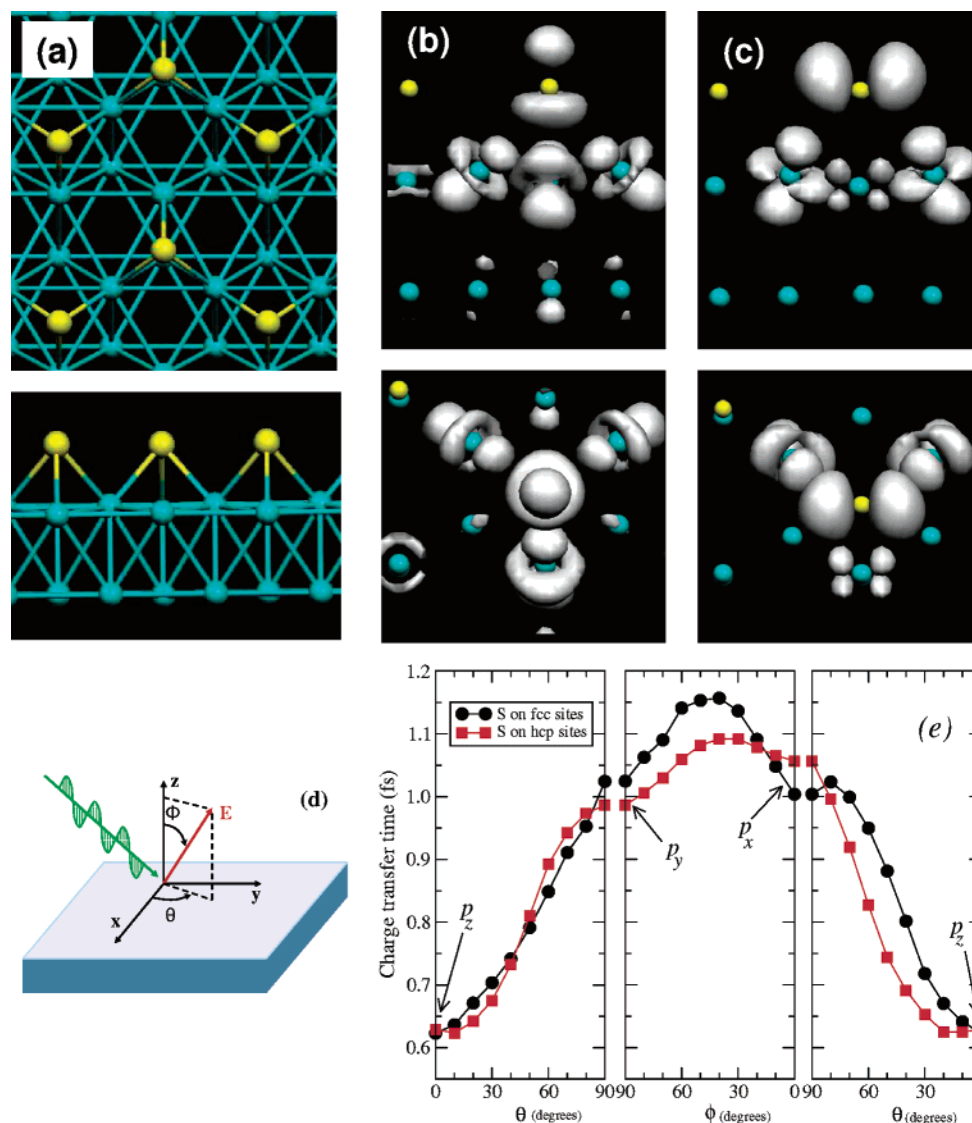 (a)
(b)
(c)
(d)
z
Φ
E
x
θ
y
(e)
S on fcc sites
S on hcp sites
Charge transfer time (fs)
1.2
1.1
1.0
0.9
0.8
0.7
0.6
p_z
p_y
p_x
p_z
0 30 60 90
90 60 30 0
90 60 30
θ (degrees)
ϕ (degrees)
θ (degrees)